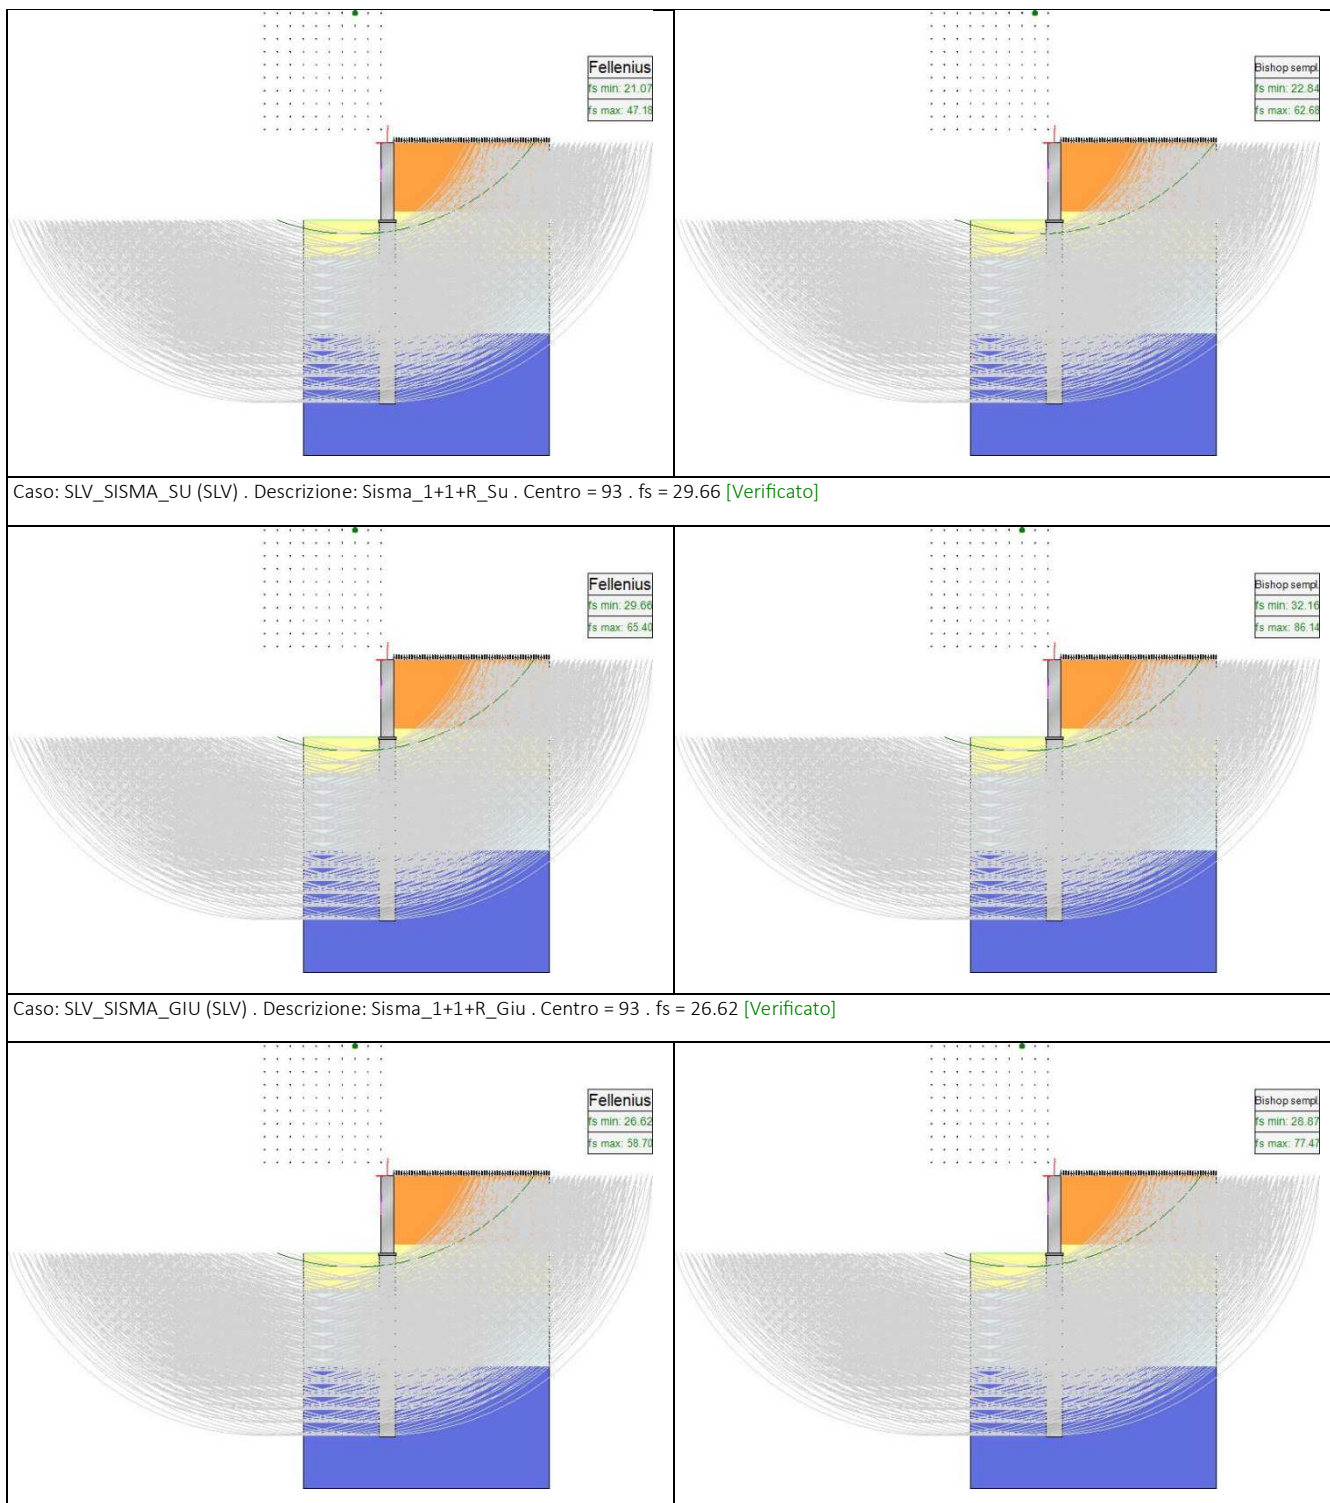 Fellenius
fs min: 21.07
fs max: 47.18
Bishop sempl.
fs min: 22.84
fs max: 62.68
Caso: SLV_SISMA_SU (SLV) . Descrizione: Sisma_1+1+R_Su . Centro = 93 . fs = 29.66 [Verificato]
Fellenius
fs min: 29.66
fs max: 65.40
Bishop sempl.
fs min: 32.16
fs max: 86.14
Caso: SLV_SISMA_GIU (SLV) . Descrizione: Sisma_1+1+R_Giu . Centro = 93 . fs = 26.62 [Verificato]
Fellenius
fs min: 26.62
fs max: 58.70
Bishop sempl.
fs min: 28.87
fs max: 77.47